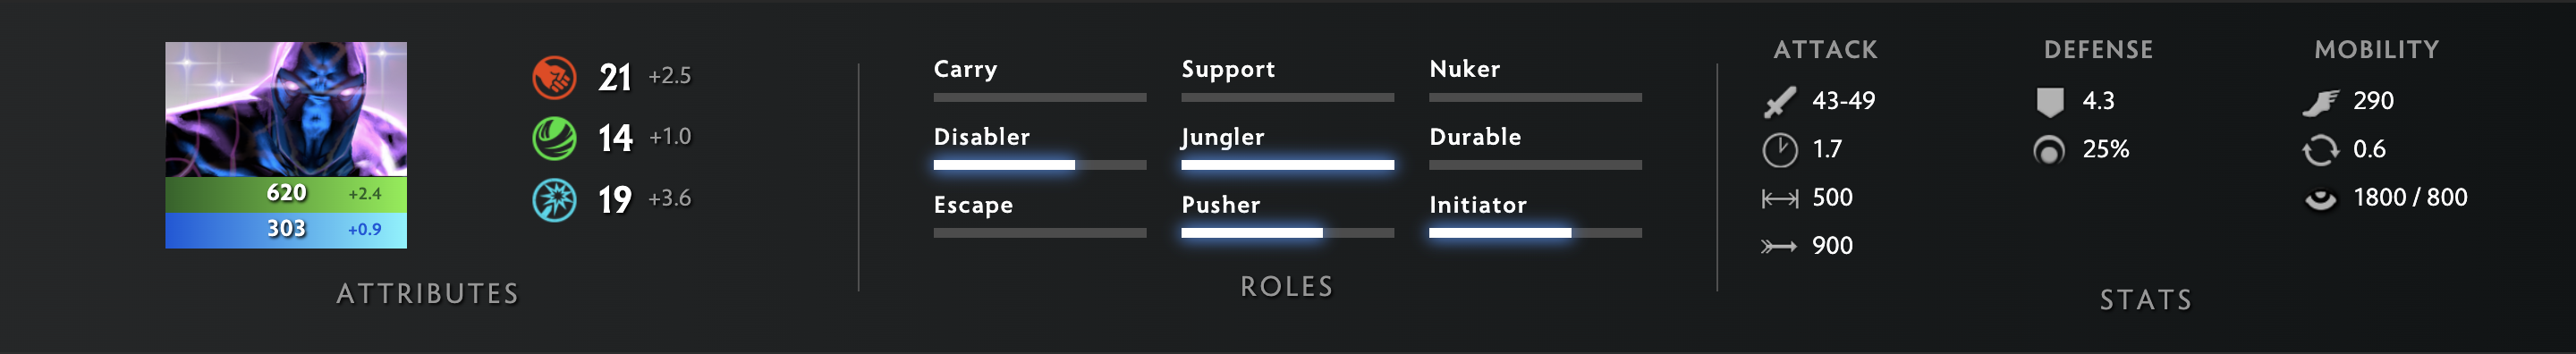 620 +2.4
303 +0.9
21 +2.5
14 +1.0
19 +3.6
ATTRIBUTES
Carry Support Nuker
Disabler Jungler Durable
Escape Pusher Initiator
ROLES
ATTACK DEFENSE MOBILITY
43-49 4.3 290
1.7 25% 0.6
500 1800 / 800
900
STATS